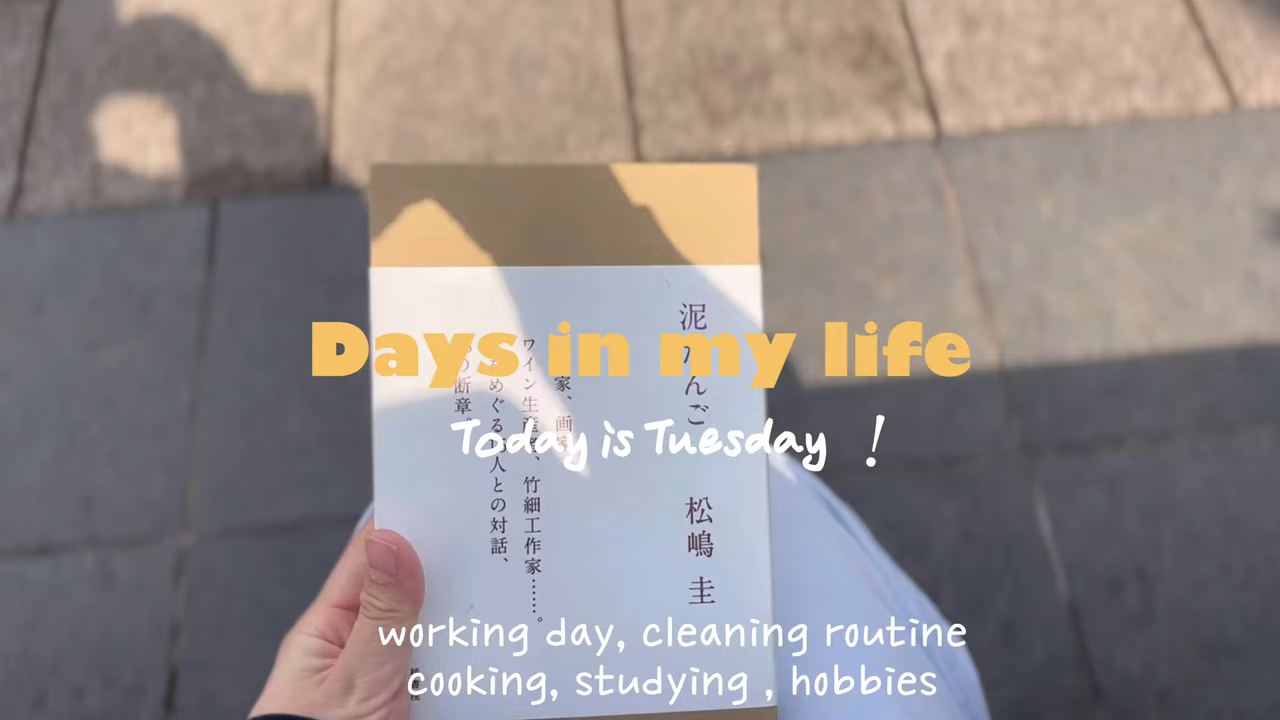 Days in my life
Today is Tuesday !
泥 んご 松嶋 圭
家、画
ワイン生産 、竹細工作家……。
めぐる 人との対話、
の断章
working day, cleaning routine
cooking, studying , hobbies